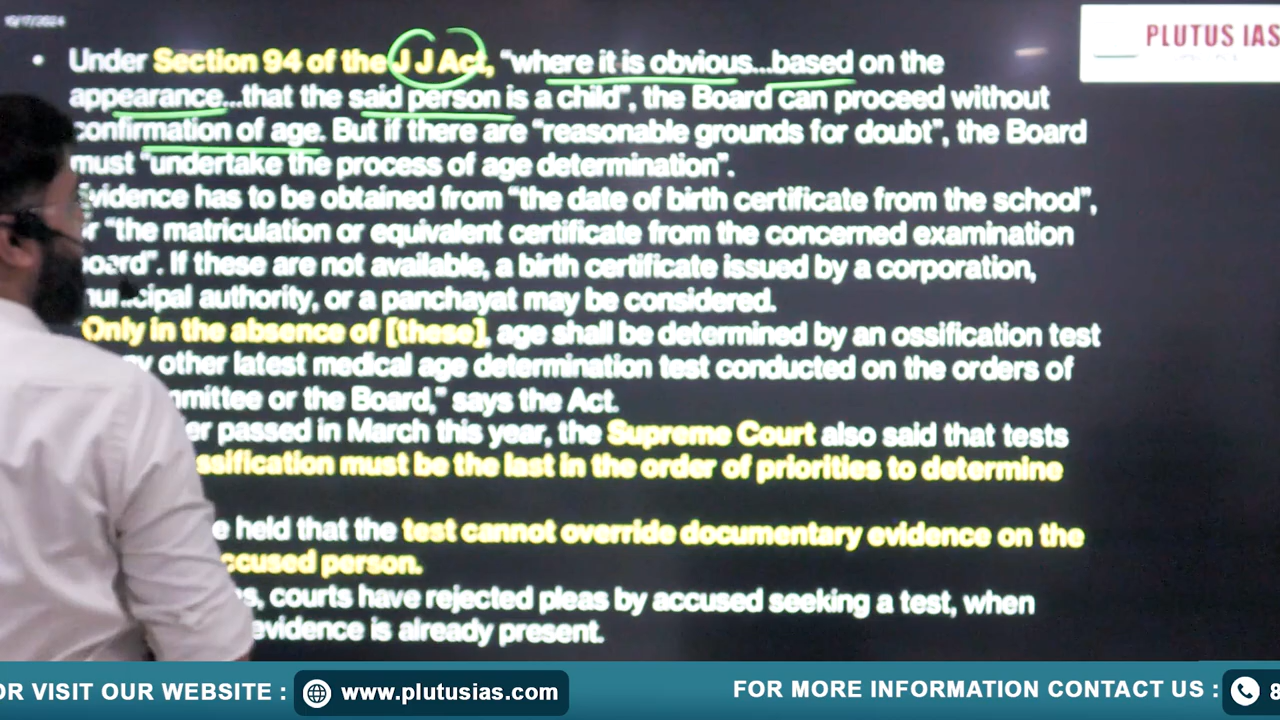 10/17/2024
PLUTUS IAS
• Under Section 94 of the J J Act, “where it is obvious...based on the
appearance...that the said person is a child”, the Board can proceed without
confirmation of age. But if there are “reasonable grounds for doubt”, the Board
must “undertake the process of age determination”.
Evidence has to be obtained from “the date of birth certificate from the school”,
“the matriculation or equivalent certificate from the concerned examination
board”. If these are not available, a birth certificate issued by a corporation,
municipal authority, or a panchayat may be considered.
Only in the absence of [these], age shall be determined by an ossification test
other latest medical age determination test conducted on the orders of
or the Board,” says the Act.
passed in March this year, the Supreme Court also said that tests
must be the last in the order of priorities to determine
held that the test cannot override documentary evidence on the
person.
courts have rejected pleas by accused seeking a test, when
evidence is already present.
OR VISIT OUR WEBSITE : www.plutusias.com FOR MORE INFORMATION CONTACT US : 8